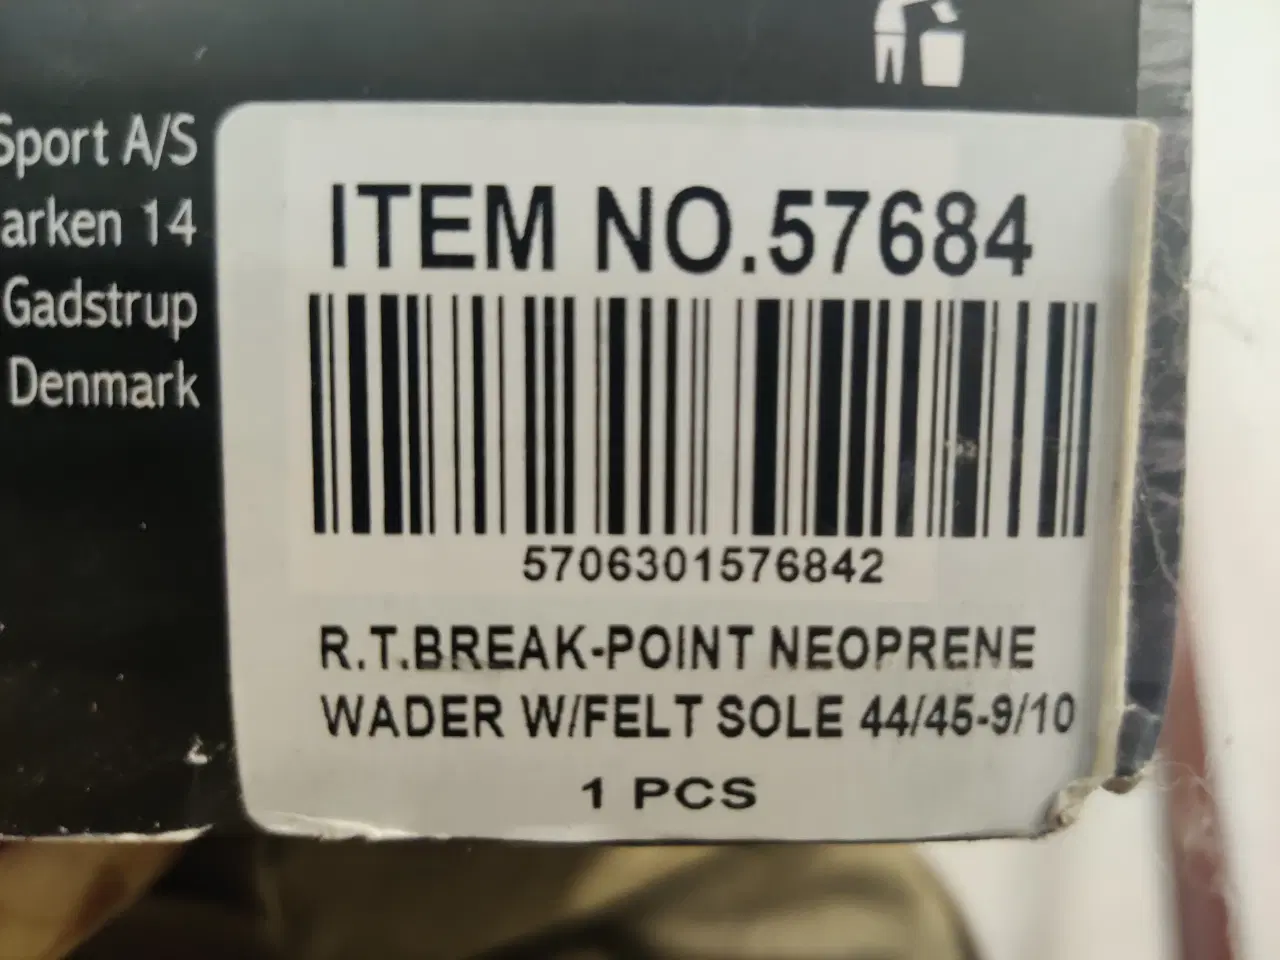 Sport A/S
arken 14
Gadstrup
Denmark
ITEM NO.57684
5706301576842
R.T.BREAK-POINT NEOPRENE
WADER W/FELT SOLE 44/45-9/10
1 PCS